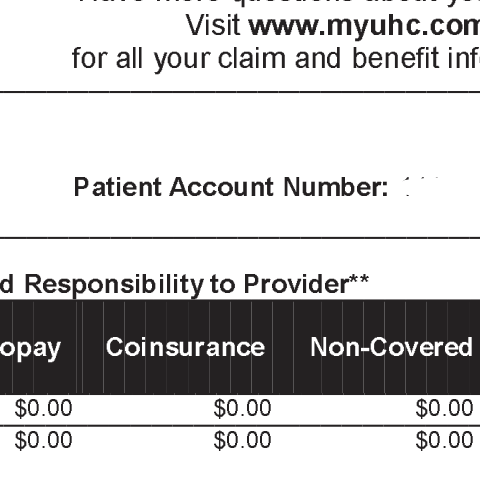 Visit www.myuhc.com
for all your claim and benefit inf
Patient Account Number:
d Responsibility to Provider**
opay Coinsurance Non-Covered
$0.00 $0.00 $0.00
$0.00 $0.00 $0.00